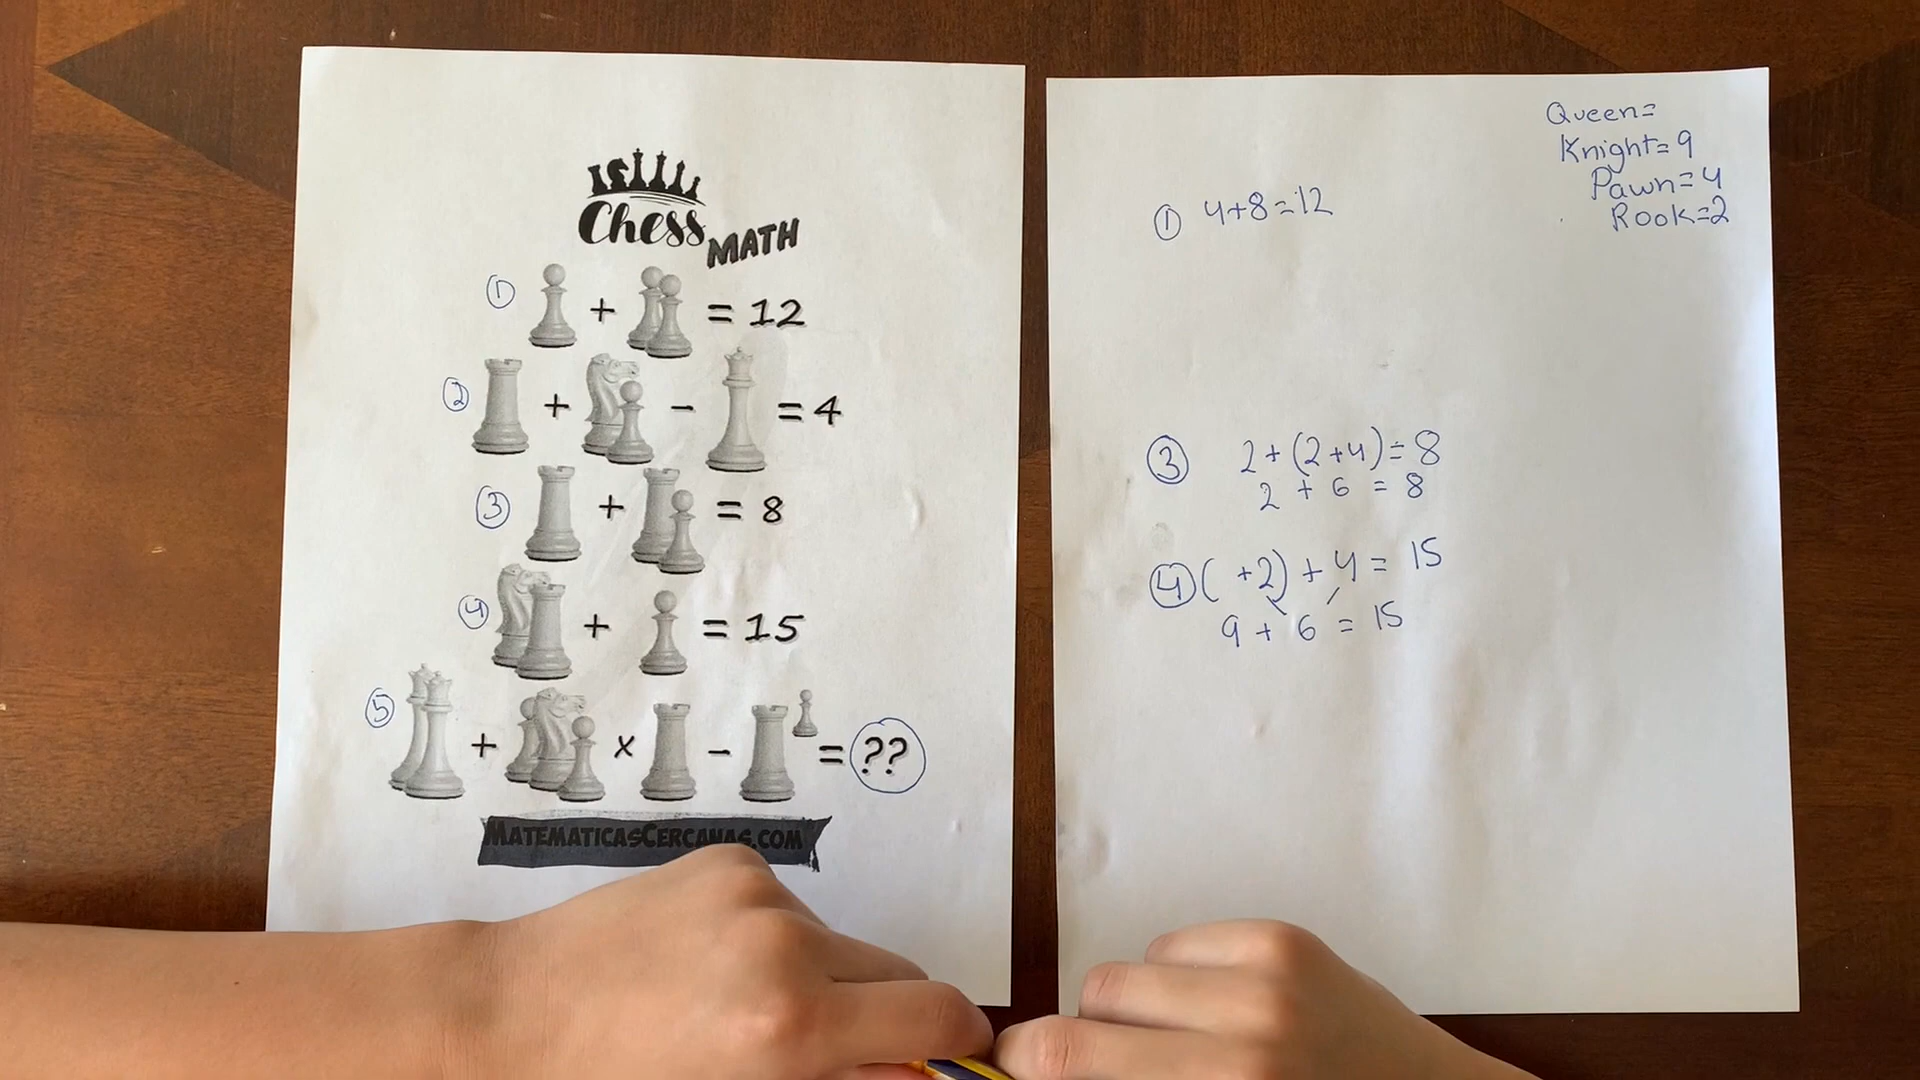 Chess MATH
① + = 12
② + - = 4
③ + = 8
④ + = 15
⑤ + x - = ??
MATEMATICASCERCANAS.COM
Queen=
Knight=9
Pawn=4
Rook=2
① 4+8=12
③ 2+(2+4)=8
2 + 6 = 8
④ ( +2) + 4 = 15
9 + 6 = 15